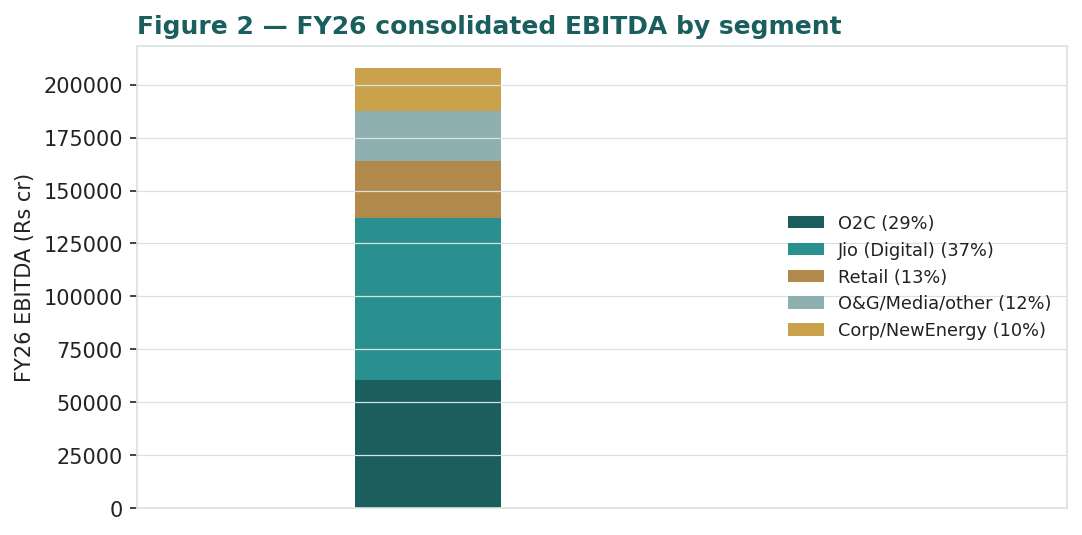 Figure 2 — FY26 consolidated EBITDA by segment
FY26 EBITDA (Rs cr)
200000
175000
150000
125000
100000
75000
50000
25000
0
O2C (29%)
Jio (Digital) (37%)
Retail (13%)
O&G/Media/other (12%)
Corp/NewEnergy (10%)